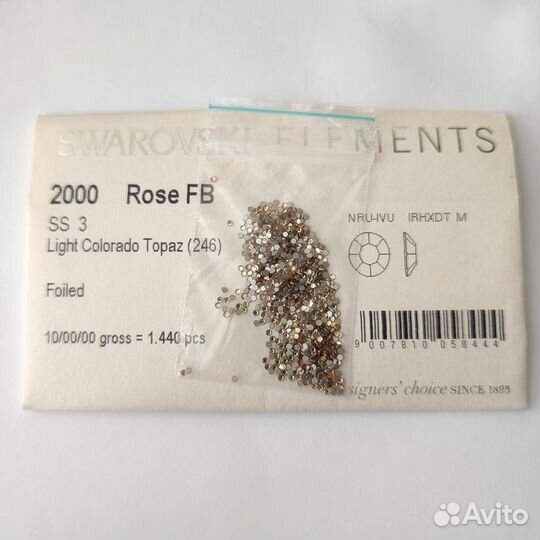 SWAROVSKI ELEMENTS
2000 Rose FB
SS 3
Light Colorado Topaz (246)
Foiled
10/00/00 gross = 1.440 pcs
NRU-IVU IRHXDT M
9 007810 058444
signers' choice SINCE 1895
Avito